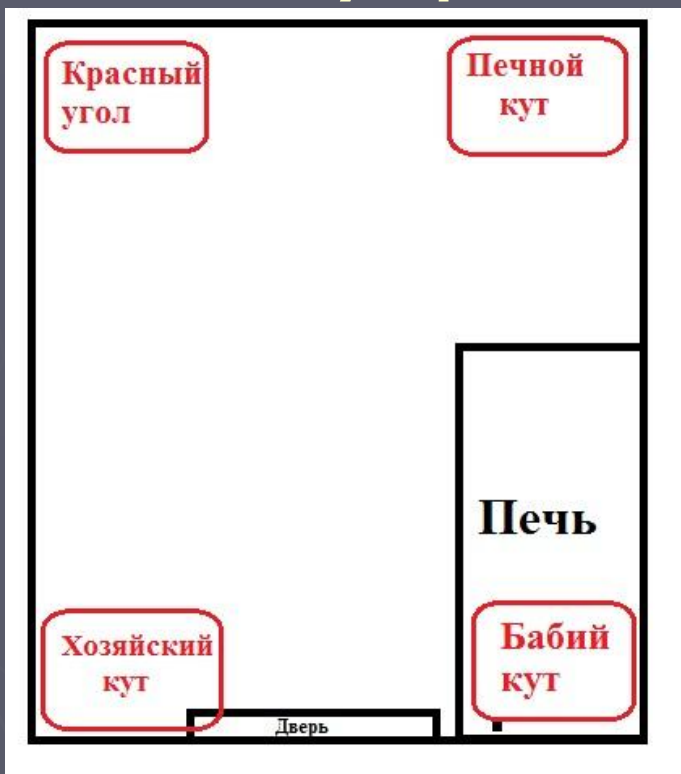 Красный
угол
Печной
кут
Печь
Хозяйский
кут
Бабий
кут
Дверь